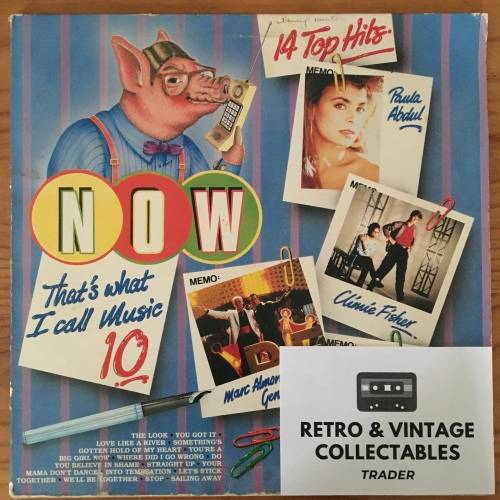 14 Top Hits.
MEMO:
Paula
Abdul
NOW
That's what
I call Music
10
MEMO:
Climie Fisher.
MEMO:
Marc Almon
Gen
MEMO:
THE LOOK • YOU GOT IT •
LOVE LIKE A RIVER • SOMETHING'S
GOTTEN HOLD OF MY HEART • YOU'RE A
BIG GIRL NOW • WHERE DID I GO WRONG • DO
YOU BELIEVE IN SHAME • STRAIGHT UP • YOUR
MAMA DON'T DANCE • INTO TEMPTATION • LET'S STICK
TOGETHER • WE'LL BE TOGETHER • STOP • SAILING AWAY
RETRO & VINTAGE
COLLECTABLES
TRADER